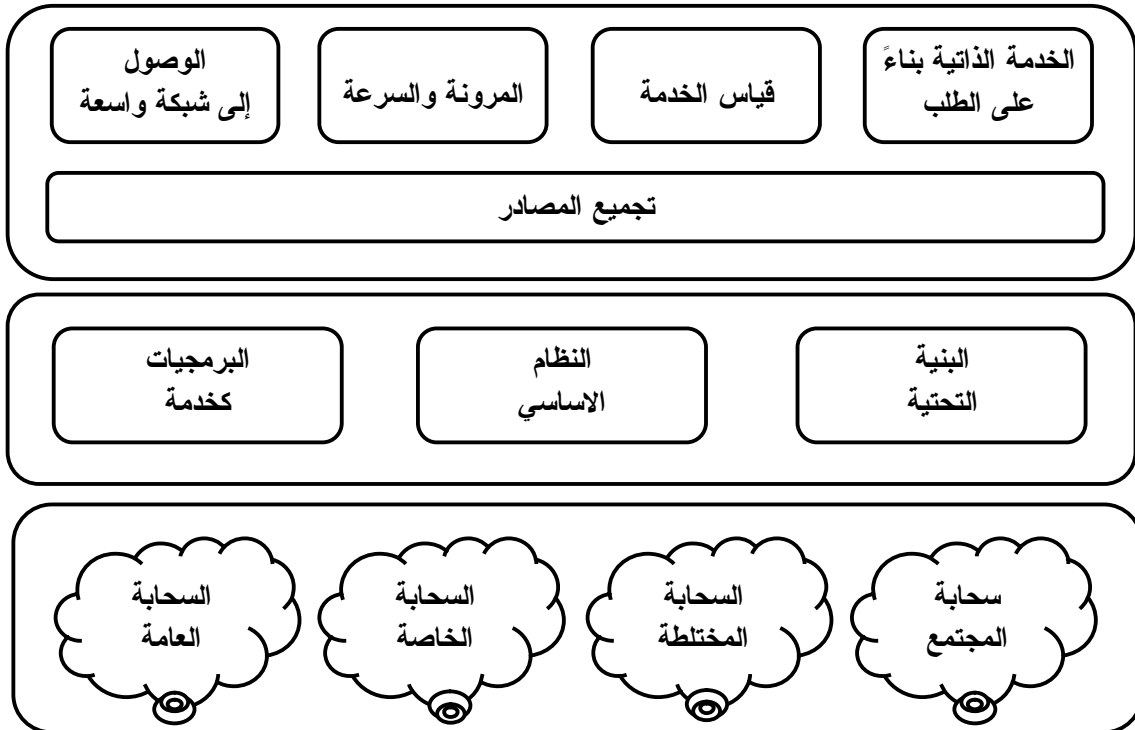 الخدمة الذاتية بناءً
على الطلب
قياس الخدمة
المرونة والسرعة
الوصول
إلى شبكة واسعة
تجميع المصادر
البنية
التحتية
النظام
الاساسي
البرمجيات
كخدمة
سحابة
المجتمع
السحابة
المختلطة
السحابة
الخاصة
السحابة
العامة